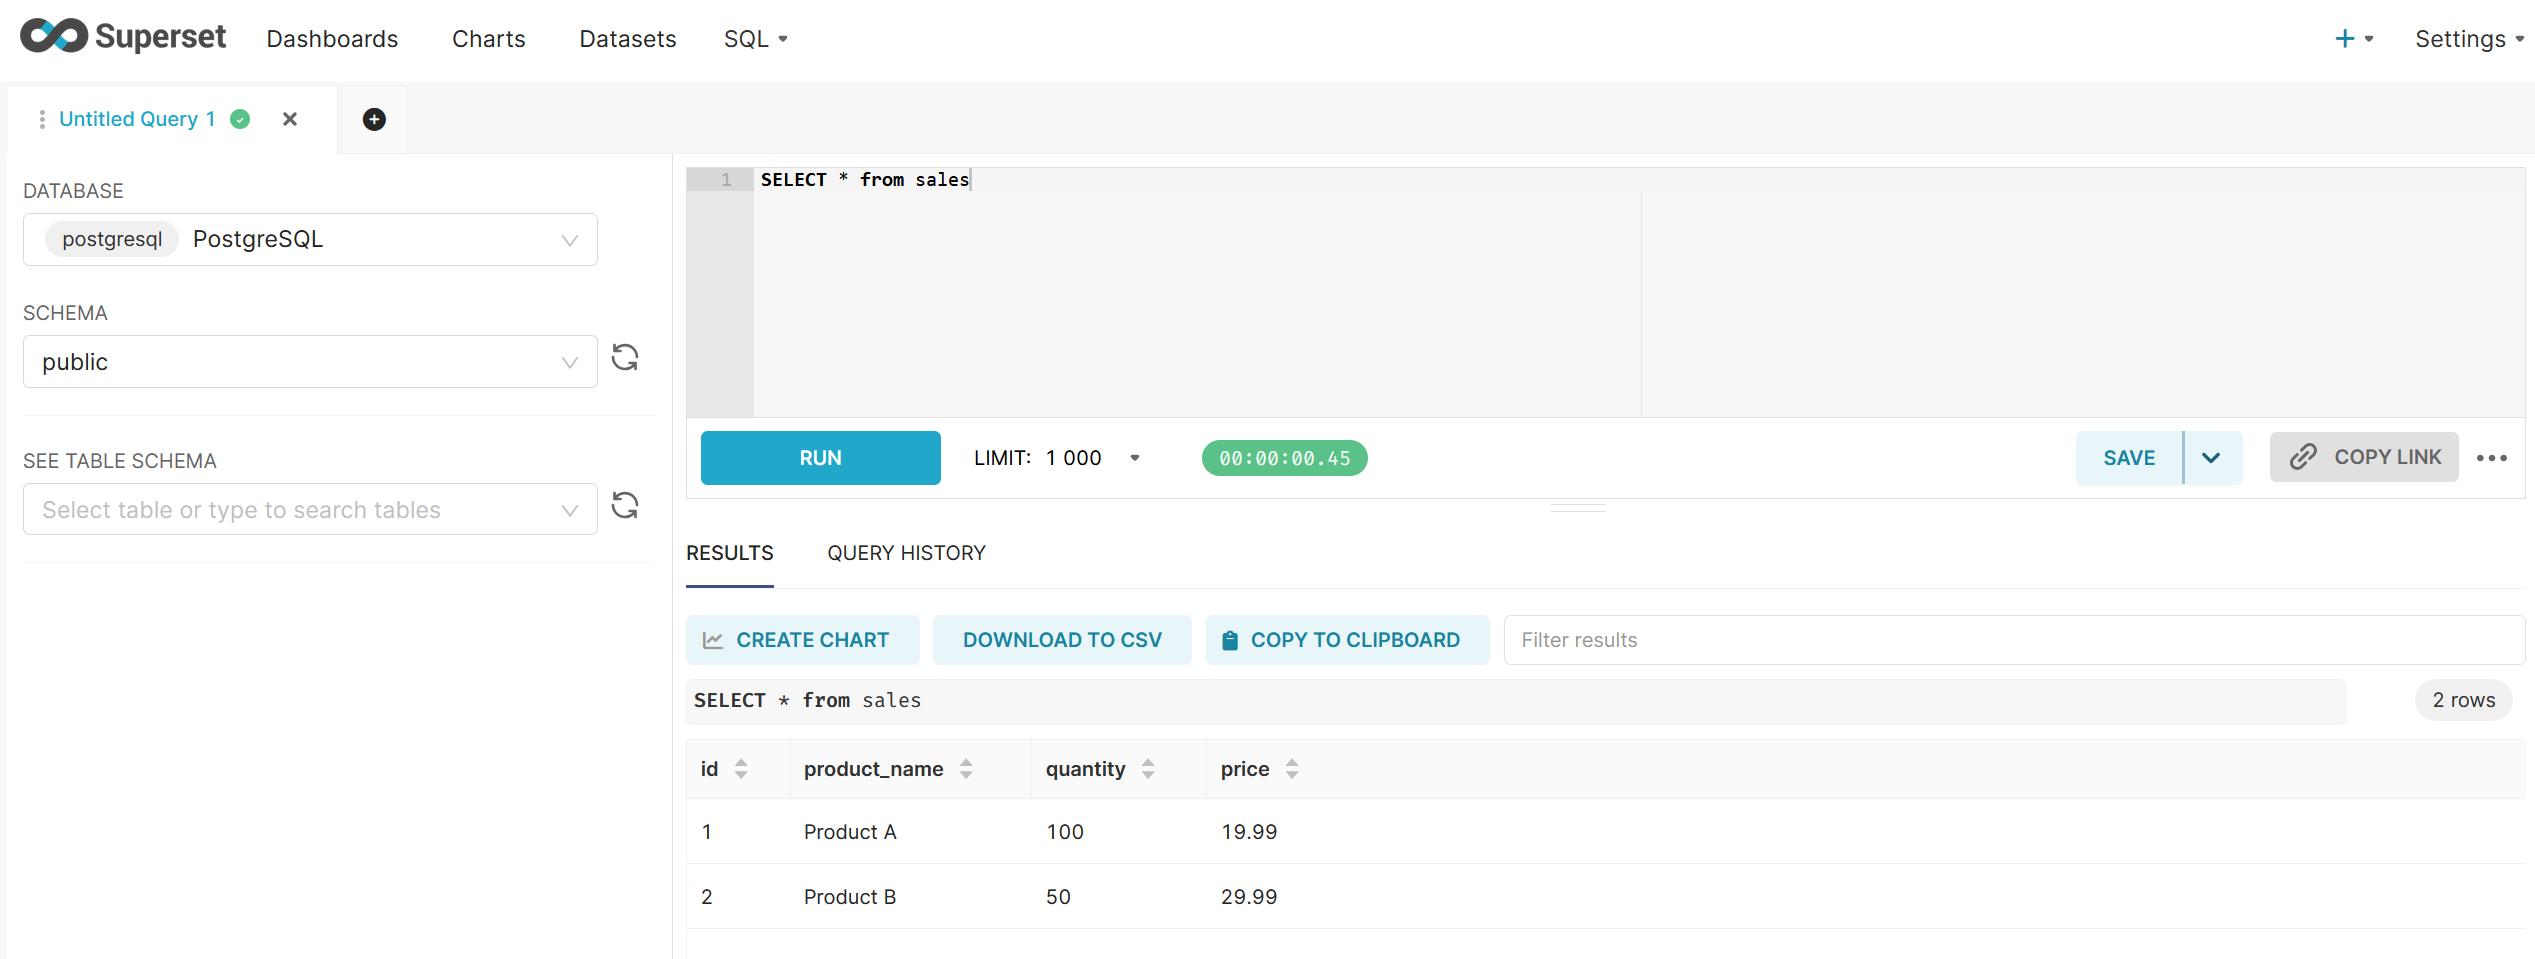 Superset Dashboards Charts Datasets SQL + Settings
Untitled Query 1
DATABASE
postgresql PostgreSQL
SCHEMA
public
SEE TABLE SCHEMA
Select table or type to search tables
1 SELECT * from sales
RUN LIMIT: 1 000 00:00:00.45 SAVE COPY LINK
RESULTS QUERY HISTORY
CREATE CHART DOWNLOAD TO CSV COPY TO CLIPBOARD Filter results
SELECT * from sales 2 rows
id product_name quantity price
1 Product A 100 19.99
2 Product B 50 29.99